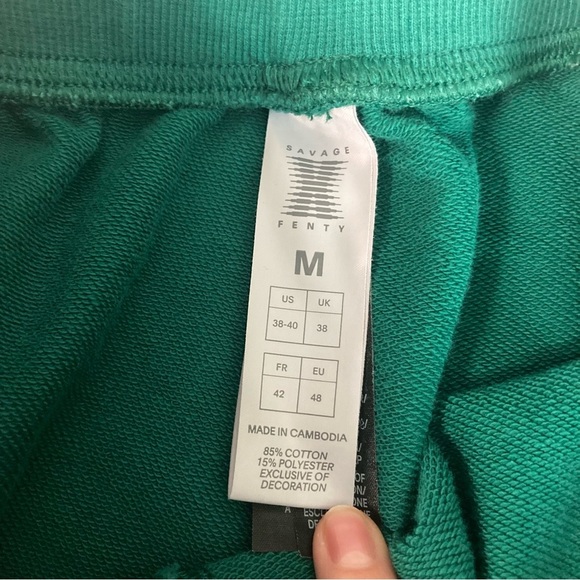 SAVAGE
FENTY
M
US UK
38-40 38
FR EU
42 48
MADE IN CAMBODIA
85% COTTON
15% POLYESTER
EXCLUSIVE OF
DECORATION